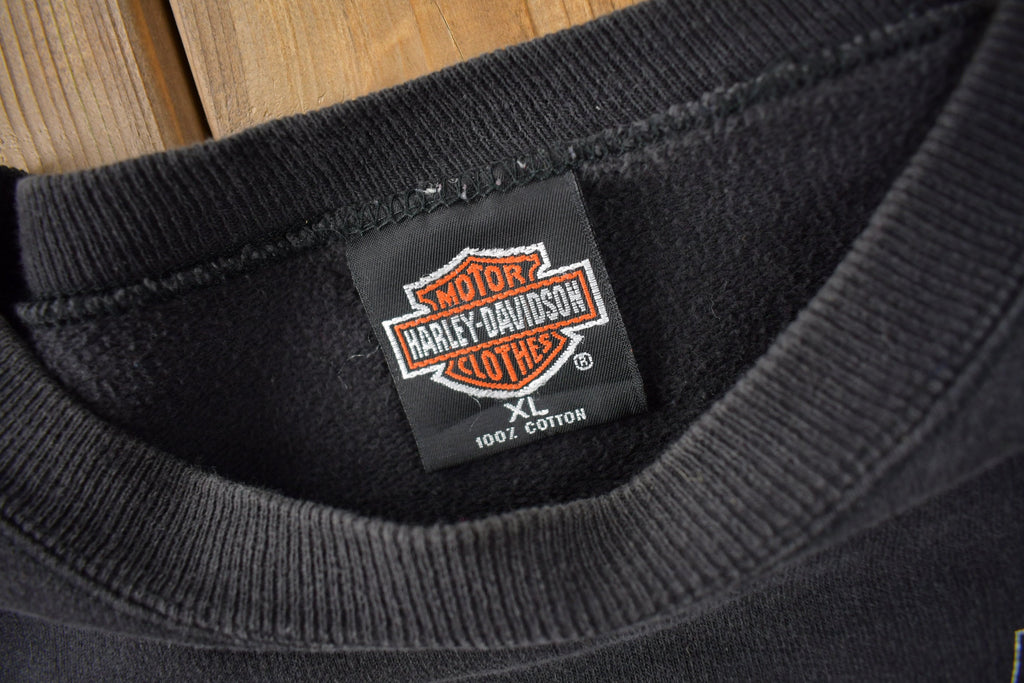 MOTOR
HARLEY-DAVIDSON
CLOTHES
®
XL
100% COTTON